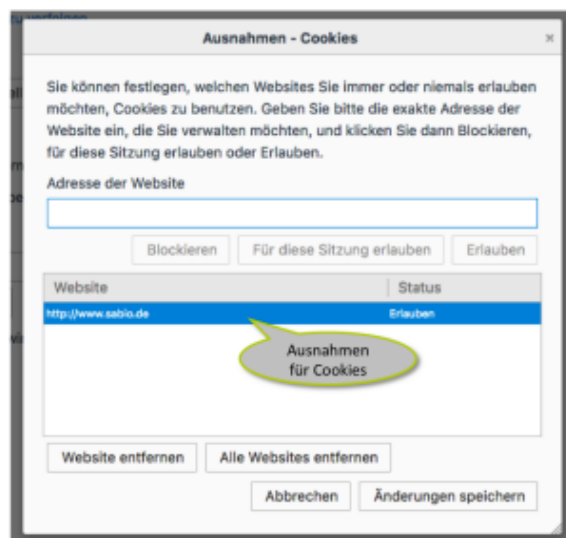 zu verfolgen
Ausnahmen - Cookies
Sie können festlegen, welchen Websites Sie immer oder niemals erlauben
möchten, Cookies zu benutzen. Geben Sie bitte die exakte Adresse der
Website ein, die Sie verwalten möchten, und klicken Sie dann Blockieren,
für diese Sitzung erlauben oder Erlauben.
Adresse der Website
Blockieren Für diese Sitzung erlauben Erlauben
Website Status
http://www.sabio.de Erlauben
Ausnahmen
für Cookies
Website entfernen Alle Websites entfernen
Abbrechen Änderungen speichern